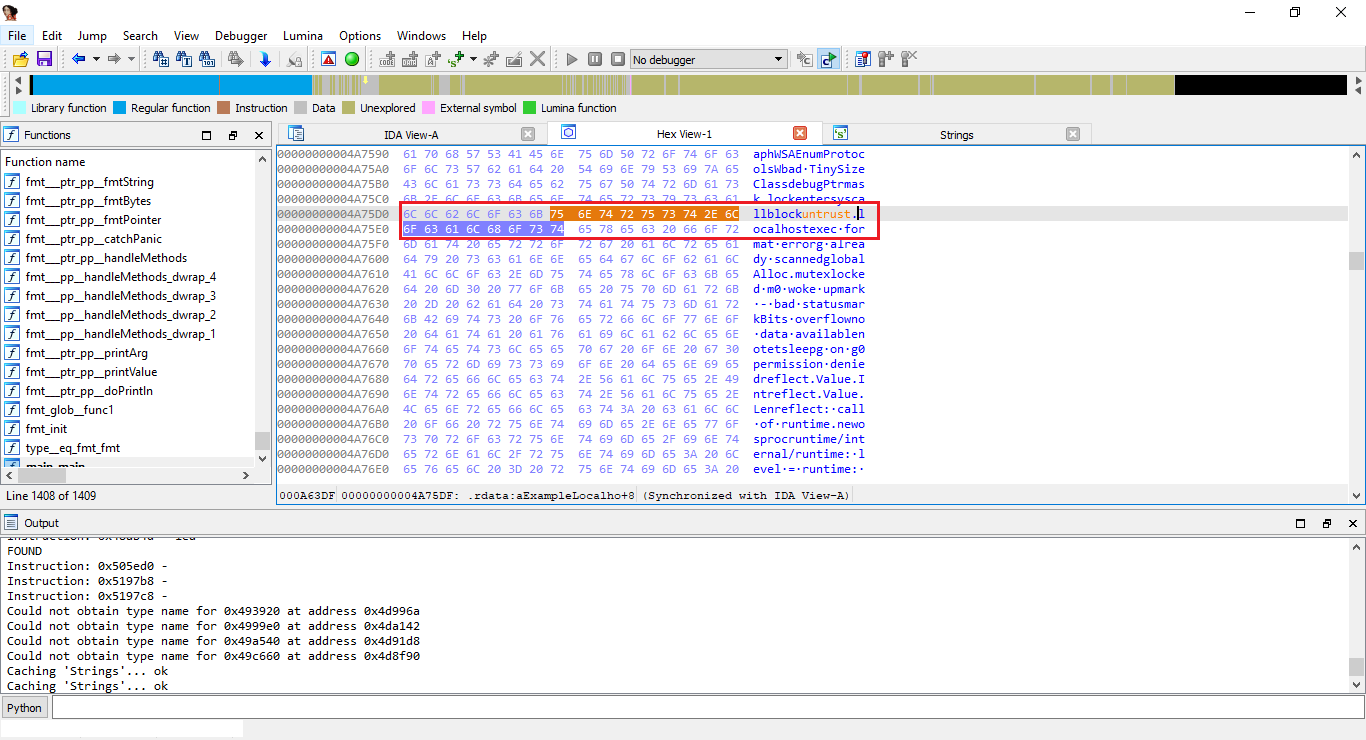 File Edit Jump Search View Debugger Lumina Options Windows Help
No debugger
Library function Regular function Instruction Data Unexplored External symbol Lumina function
Functions
Function name
fmt__ptr_pp__fmtString
fmt__ptr_pp__fmtBytes
fmt__ptr_pp__fmtPointer
fmt__ptr_pp__catchPanic
fmt__ptr_pp__handleMethods
fmt__pp__handleMethods_dwrap_4
fmt__pp__handleMethods_dwrap_3
fmt__pp__handleMethods_dwrap_2
fmt__pp__handleMethods_dwrap_1
fmt__ptr_pp__printArg
fmt__ptr_pp__printValue
fmt__ptr_pp__doPrintln
fmt_glob__func1
fmt_init
type__eq_fmt_fmt
main_main
Line 1408 of 1409
IDA View-A Hex View-1 Strings
00000000004A7590 61 70 68 57 53 41 45 6E 75 6D 50 72 6F 74 6F 63 aphWSAEnumProtoc
00000000004A75A0 6F 6C 73 57 62 61 64 20 54 69 6E 79 53 69 7A 65 olsWbad·TinySize
00000000004A75B0 43 6C 61 73 73 64 65 62 75 67 50 74 72 6D 61 73 ClassdebugPtrmas
00000000004A75C0 6B 2E 6C 6F 63 6B 65 6E 74 65 72 73 79 73 63 61 k.lockentersysca
00000000004A75D0 6C 6C 62 6C 6F 63 6B 75 6E 74 72 75 73 74 2E 6C llblockuntrust.l
00000000004A75E0 6F 63 61 6C 68 6F 73 74 65 78 65 63 20 66 6F 72 ocalhostexec·for
00000000004A75F0 6D 61 74 20 65 72 72 6F 72 67 20 61 6C 72 65 61 mat·errorg·alrea
00000000004A7600 64 79 20 73 63 61 6E 6E 65 64 67 6C 6F 62 61 6C dy·scannedglobal
00000000004A7610 41 6C 6C 6F 63 2E 6D 75 74 65 78 6C 6F 63 6B 65 Alloc.mutexlocke
00000000004A7620 64 20 6D 30 20 77 6F 6B 65 20 75 70 6D 61 72 6B d·m0·woke·upmark
00000000004A7630 20 2D 20 62 61 64 20 73 74 61 74 75 73 6D 61 72 ·-·bad·statusmar
00000000004A7640 6B 42 69 74 73 20 6F 76 65 72 66 6C 6F 77 6E 6F kBits·overflowno
00000000004A7650 20 64 61 74 61 20 61 76 61 69 6C 61 62 6C 65 6E ·data·availablen
00000000004A7660 6F 74 65 74 73 6C 65 65 70 67 20 6F 6E 20 67 30 otetsleepg·on·g0
00000000004A7670 70 65 72 6D 69 73 73 69 6F 6E 20 64 65 6E 69 65 permission·denie
00000000004A7680 64 72 65 66 6C 65 63 74 2E 56 61 6C 75 65 2E 49 dreflect.Value.I
00000000004A7690 6E 74 72 65 66 6C 65 63 74 2E 56 61 6C 75 65 2E ntreflect.Value.
00000000004A76A0 4C 65 6E 72 65 66 6C 65 63 74 3A 20 63 61 6C 6C Lenreflect:·call
00000000004A76B0 20 6F 66 20 72 75 6E 74 69 6D 65 2E 6E 65 77 6F ·of·runtime.newo
00000000004A76C0 73 70 72 6F 63 72 75 6E 74 69 6D 65 2F 69 6E 74 sprocruntime/int
00000000004A76D0 65 72 6E 61 6C 2F 72 75 6E 74 69 6D 65 3A 20 6C ernal/runtime:·l
00000000004A76E0 65 76 65 6C 20 3D 20 72 75 6E 74 69 6D 65 3A 20 evel·=·runtime:·
000A63DF 00000000004A75DF: .rdata:aExampleLocalho+8 (Synchronized with IDA View-A)
Output
FOUND
Instruction: 0x505ed0 -
Instruction: 0x5197b8 -
Instruction: 0x5197c8 -
Could not obtain type name for 0x493920 at address 0x4d996a
Could not obtain type name for 0x4999e0 at address 0x4da142
Could not obtain type name for 0x49a540 at address 0x4d91d8
Could not obtain type name for 0x49c660 at address 0x4d8f90
Caching 'Strings'... ok
Caching 'Strings'... ok
Python